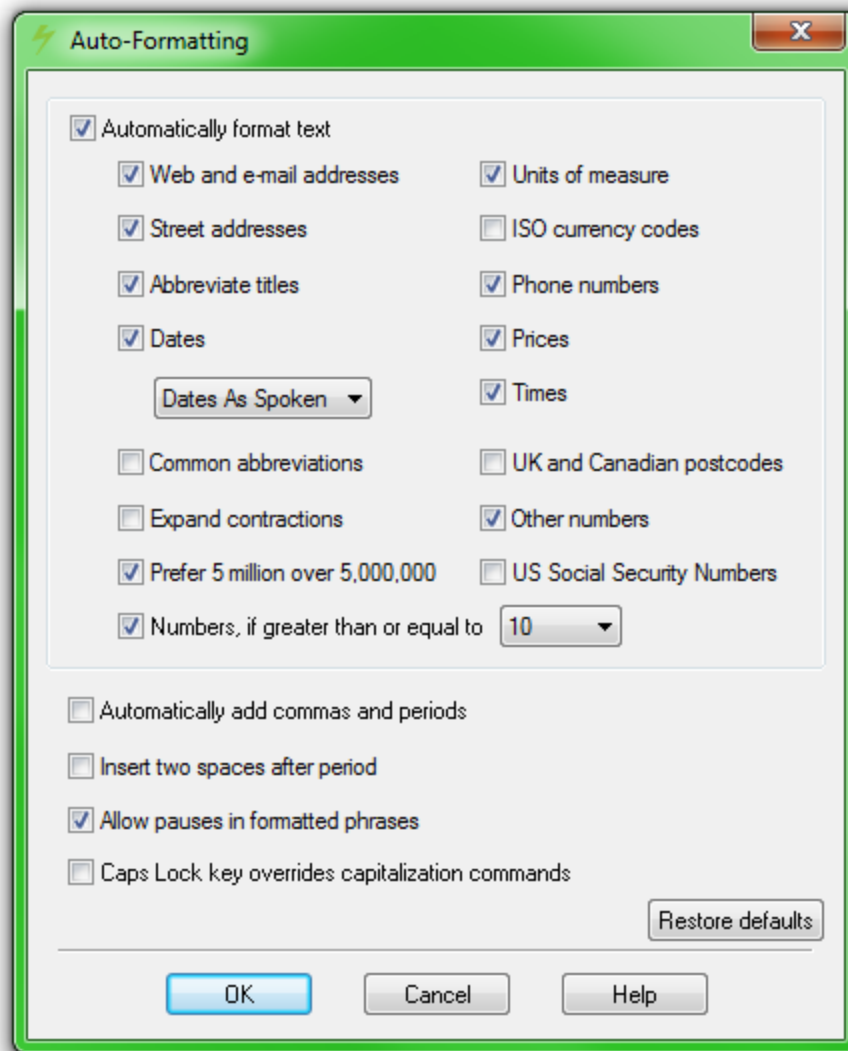 Auto-Formatting
Automatically format text
Web and e-mail addresses
Units of measure
Street addresses
ISO currency codes
Abbreviate titles
Phone numbers
Dates
Prices
Dates As Spoken
Times
Common abbreviations
UK and Canadian postcodes
Expand contractions
Other numbers
Prefer 5 million over 5,000,000
US Social Security Numbers
Numbers, if greater than or equal to 10
Automatically add commas and periods
Insert two spaces after period
Allow pauses in formatted phrases
Caps Lock key overrides capitalization commands
Restore defaults
OK
Cancel
Help